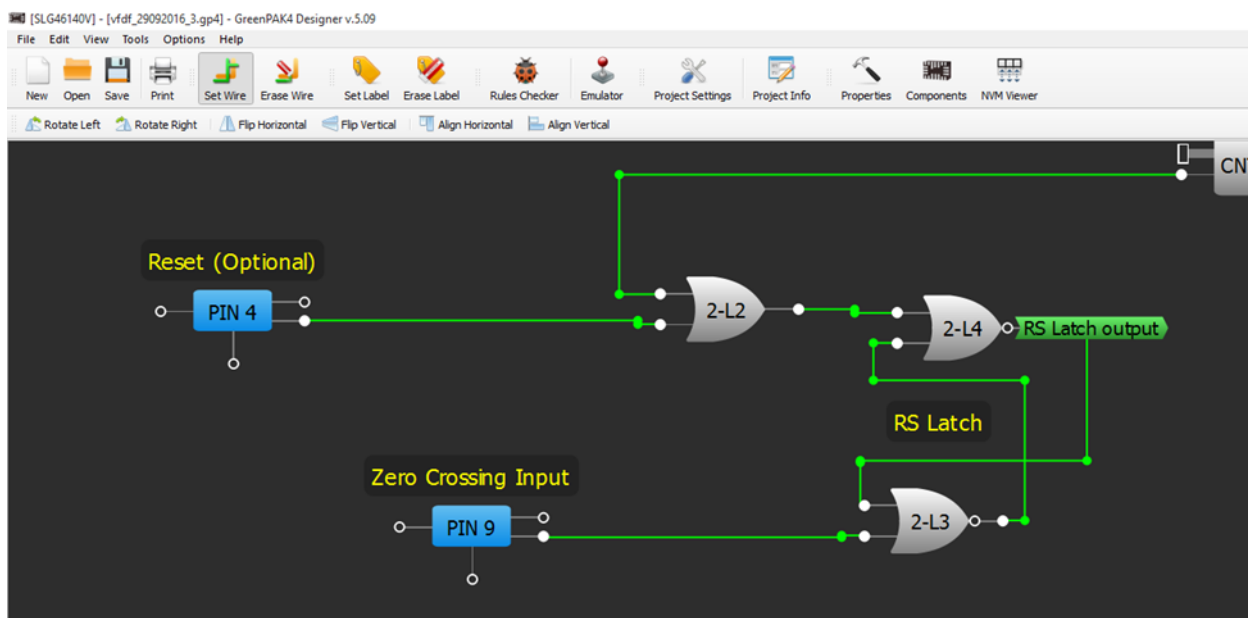 [SLG46140V] - [vfdf_29092016_3.gp4] - GreenPAK4 Designer v.5.09
File Edit View Tools Options Help
New Open Save Print Set Wire Erase Wire Set Label Erase Label Rules Checker Emulator Project Settings Project Info Properties Components NVM Viewer
Rotate Left Rotate Right Flip Horizontal Flip Vertical Align Horizontal Align Vertical
CN
Reset (Optional)
PIN 4
2-L2
2-L4
RS Latch output
RS Latch
Zero Crossing Input
PIN 9
2-L3